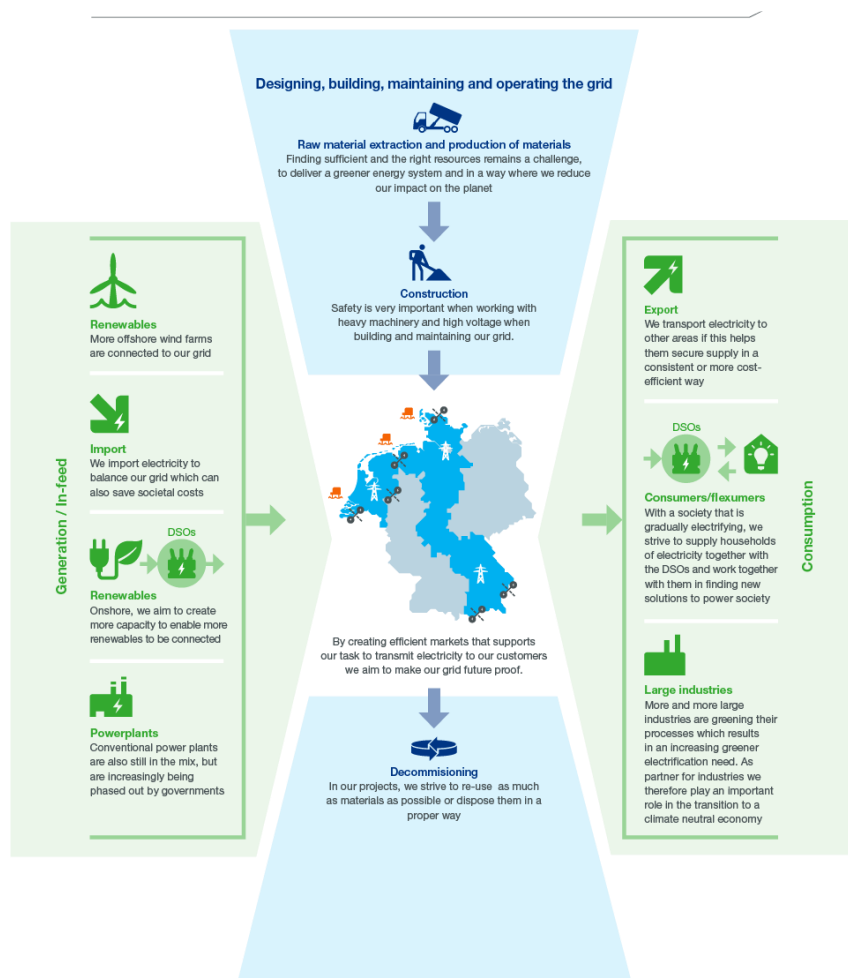 Designing, building, maintaining and operating the grid
Raw material extraction and production of materials
Finding sufficient and the right resources remains a challenge,
to deliver a greener energy system and in a way where we reduce
our impact on the planet
Construction
Safety is very important when working with
heavy machinery and high voltage when
building and maintaining our grid.
Generation / In-feed
Renewables
More offshore wind farms
are connected to our grid
Import
We import electricity to
balance our grid which can
also save societal costs
DSOs
Renewables
Onshore, we aim to create
more capacity to enable more
renewables to be connected
Powerplants
Conventional power plants
are also still in the mix, but
are increasingly being
phased out by governments
By creating efficient markets that supports
our task to transmit electricity to our customers
we aim to make our grid future proof.
Decommisioning
In our projects, we strive to re-use as much
as materials as possible or dispose them in a
proper way
Export
We transport electricity to
other areas if this helps
them secure supply in a
consistent or more cost-
efficient way
DSOs
Consumers/flexumers
With a society that is
gradually electrifying, we
strive to supply households
of electricity together with
the DSOs and work together
with them in finding new
solutions to power society
Large industries
More and more large
industries are greening their
processes which results
in an increasing greener
electrification need. As
partner for industries we
therefore play an important
role in the transition to a
climate neutral economy
Consumption